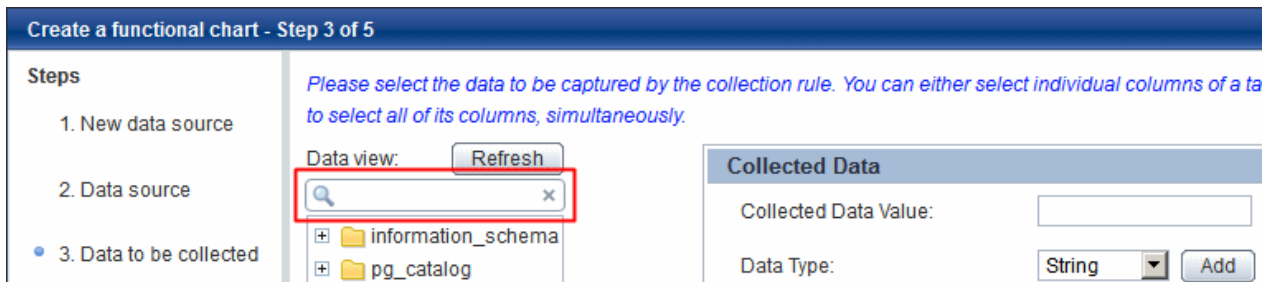 Create a functional chart - Step 3 of 5
Steps
1. New data source
2. Data source
3. Data to be collected
Please select the data to be captured by the collection rule. You can either select individual columns of a ta
to select all of its columns, simultaneously.
Data view:
Refresh
information_schema
pg_catalog
Collected Data
Collected Data Value:
Data Type:
String
Add